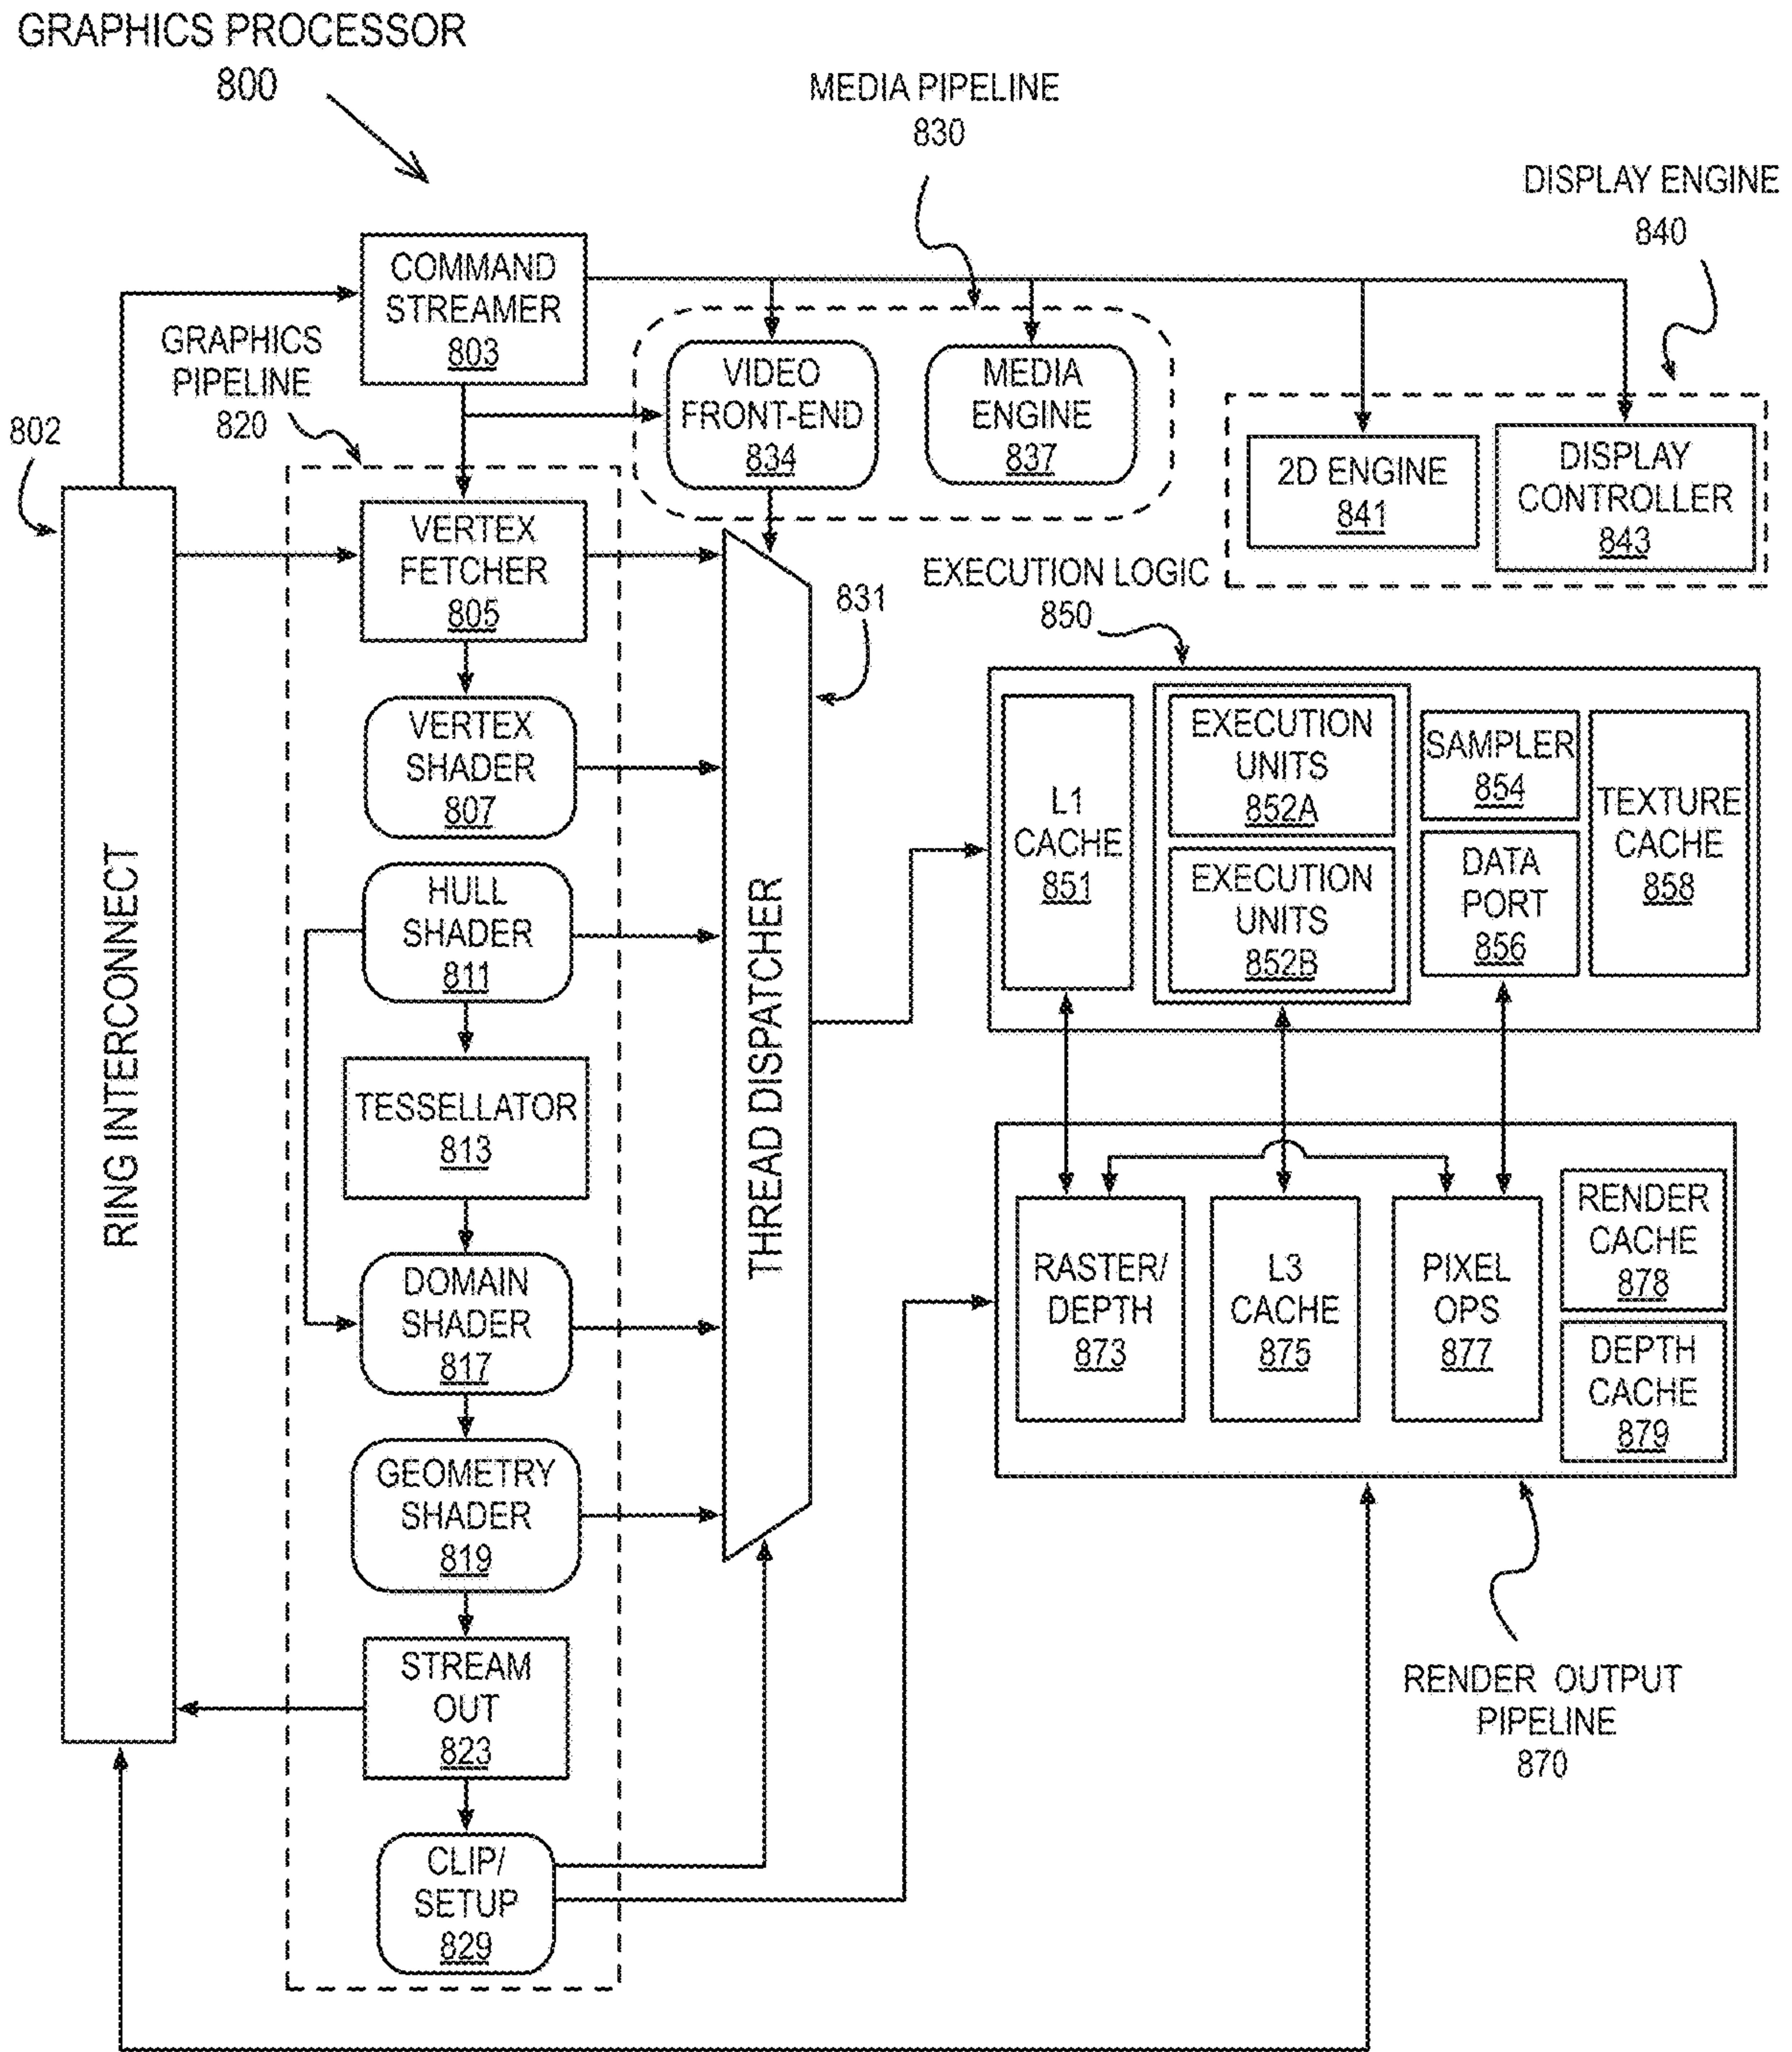 GRAPHICS PROCESSOR
800
MEDIA PIPELINE
830
DISPLAY ENGINE
840
COMMAND
STREAMER
803
GRAPHICS
PIPELINE
820
802
VIDEO
FRONT-END
834
MEDIA
ENGINE
837
2D ENGINE
841
DISPLAY
CONTROLLER
843
RING INTERCONNECT
VERTEX
FETCHER
805
VERTEX
SHADER
807
HULL
SHADER
811
TESSELLATOR
813
DOMAIN
SHADER
817
GEOMETRY
SHADER
819
STREAM
OUT
823
CLIP/
SETUP
829
THREAD DISPATCHER
831
EXECUTION LOGIC
850
L1
CACHE
851
EXECUTION
UNITS
852A
EXECUTION
UNITS
852B
SAMPLER
854
DATA
PORT
856
TEXTURE
CACHE
858
RASTER/
DEPTH
873
L3
CACHE
875
PIXEL
OPS
877
RENDER
CACHE
878
DEPTH
CACHE
879
RENDER OUTPUT
PIPELINE
870